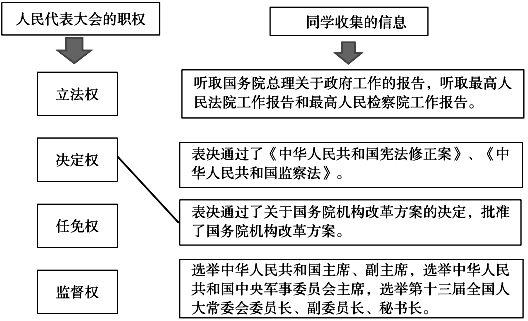 人民代表大会的职权
同学收集的信息
立法权
听取国务院总理关于政府工作的报告，听取最高人
民法院工作报告和最高人民检察院工作报告。
决定权
表决通过了《中华人民共和国宪法修正案》、《中
华人民共和国监察法》。
任免权
表决通过了关于国务院机构改革方案的决定，批准
了国务院机构改革方案。
监督权
选举中华人民共和国主席、副主席，选举中华人民
共和国中央军事委员会主席，选举第十三届全国人
大常委会委员长、副委员长、秘书长。